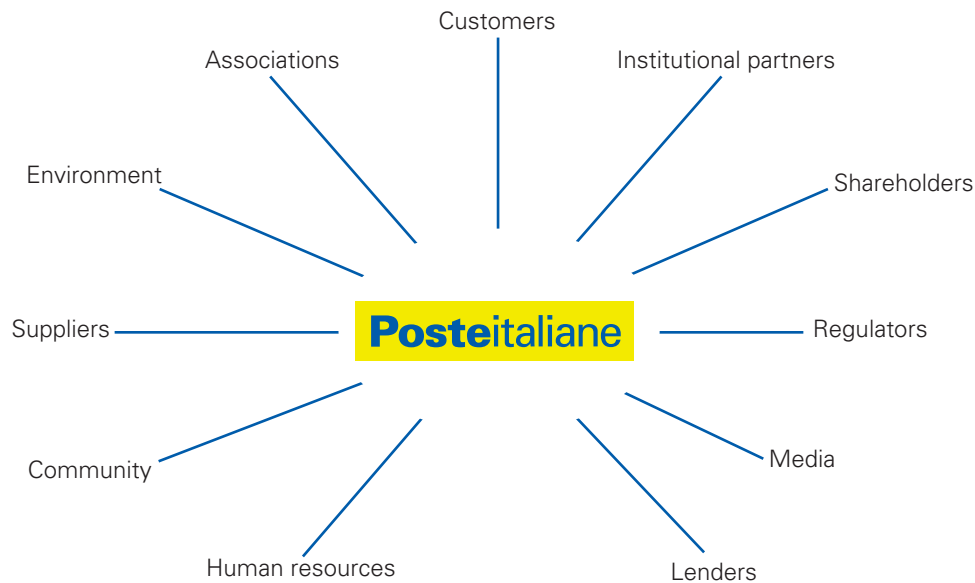 Customers
Associations
Institutional partners
Environment
Shareholders
Suppliers
Posteitaliane
Regulators
Community
Media
Human resources
Lenders